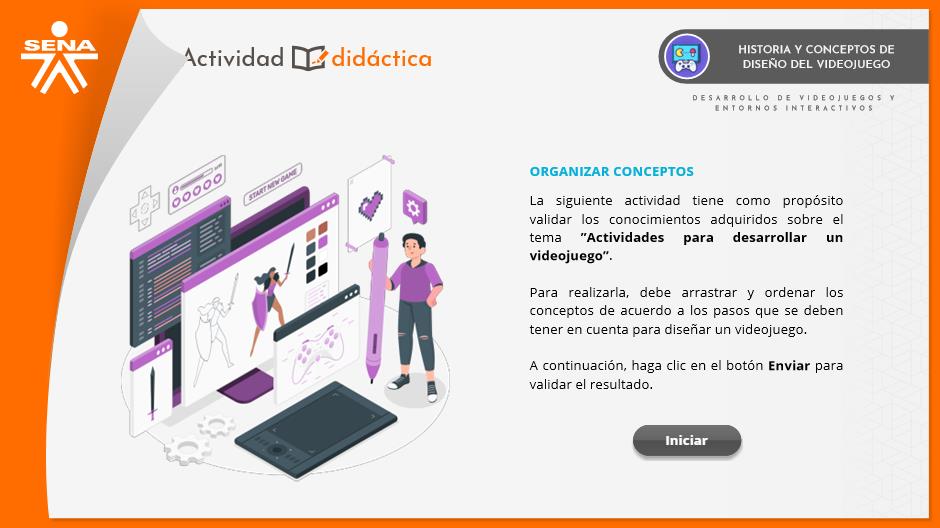 SENA
Actividad didáctica
HISTORIA Y CONCEPTOS DE
DISEÑO DEL VIDEOJUEGO
DESARROLLO DE VIDEOJUEGOS Y
ENTORNOS INTERACTIVOS
START NEW GAME
ORGANIZAR CONCEPTOS
La siguiente actividad tiene como propósito
validar los conocimientos adquiridos sobre el
tema ”Actividades para desarrollar un
videojuego”.
Para realizarla, debe arrastrar y ordenar los
conceptos de acuerdo a los pasos que se deben
tener en cuenta para diseñar un videojuego.
A continuación, haga clic en el botón Enviar para
validar el resultado.
Iniciar